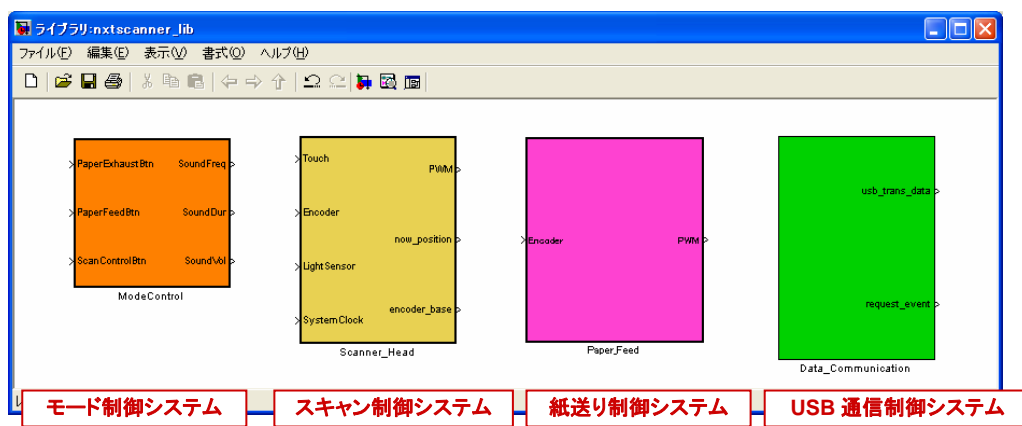 ライブラリ:nxtscanner_lib
ファイル(F) 編集(E) 表示(V) 書式(O) ヘルプ(H)
PaperExhaustBtn SoundFreq
PaperFeedBtn SoundDur
ScanControlBtn SoundVol
ModeControl
Touch PWM
Encoder
now_position
LightSensor
encoder_base
SystemClock
Scanner_Head
Encoder PWM
Paper_Feed
usb_trans_data
request_event
Data_Communication
モード制御システム
スキャン制御システム
紙送り制御システム
USB 通信制御システム